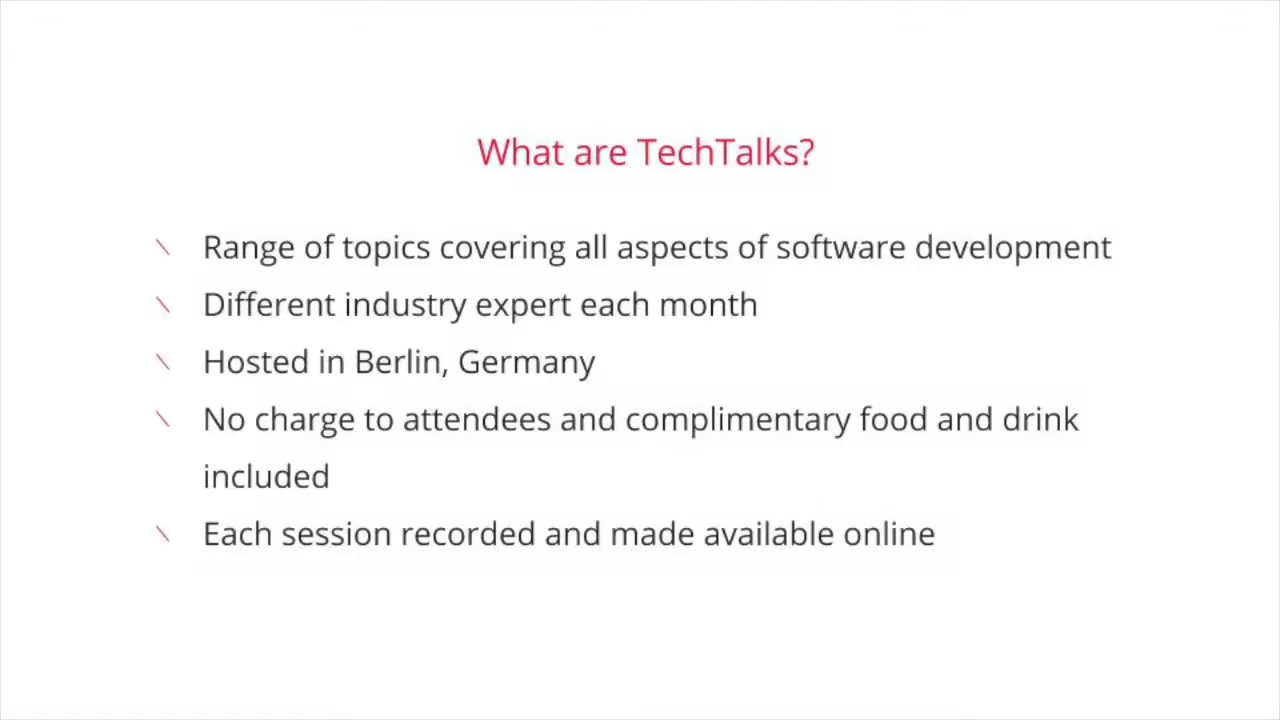 What are TechTalks?
Range of topics covering all aspects of software development
Different industry expert each month
Hosted in Berlin, Germany
No charge to attendees and complimentary food and drink
included
Each session recorded and made available online